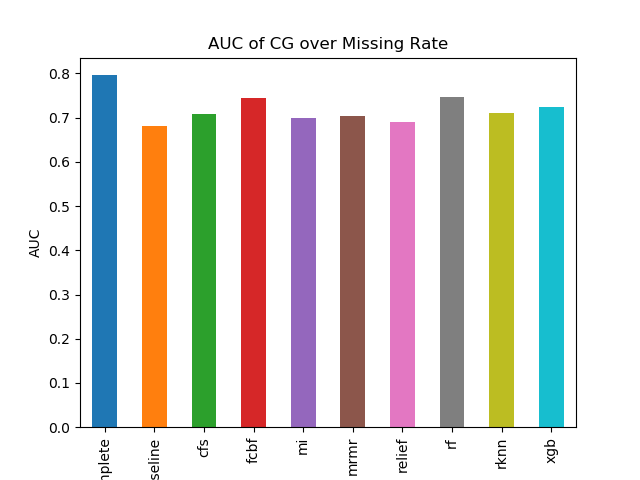 AUC of CG over Missing Rate
AUC
0.8
0.7
0.6
0.5
0.4
0.3
0.2
0.1
0.0
nplete
seline
cfs
fcbf
mi
mrmr
relief
rf
rknn
xgb